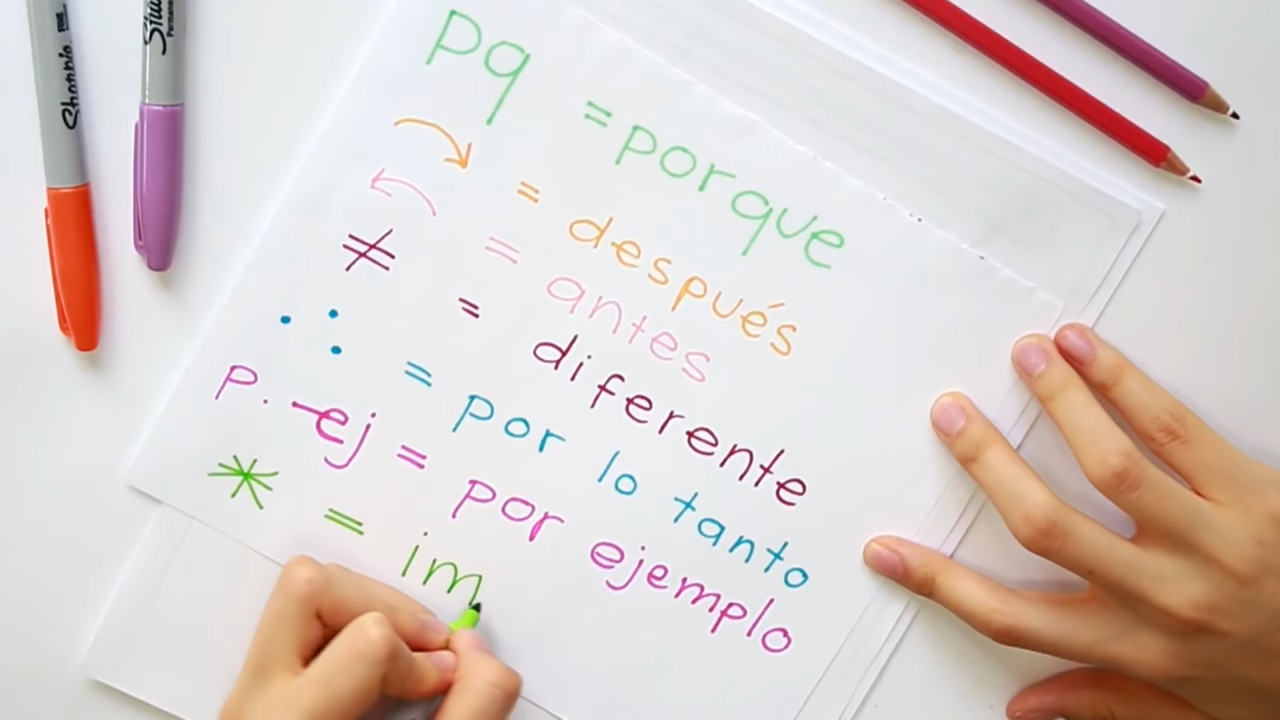 pq = porque
↷ = después
↶ = antes
≠ = diferente
∴ = por lo tanto
p. ej = por ejemplo
* = im
Sharpie